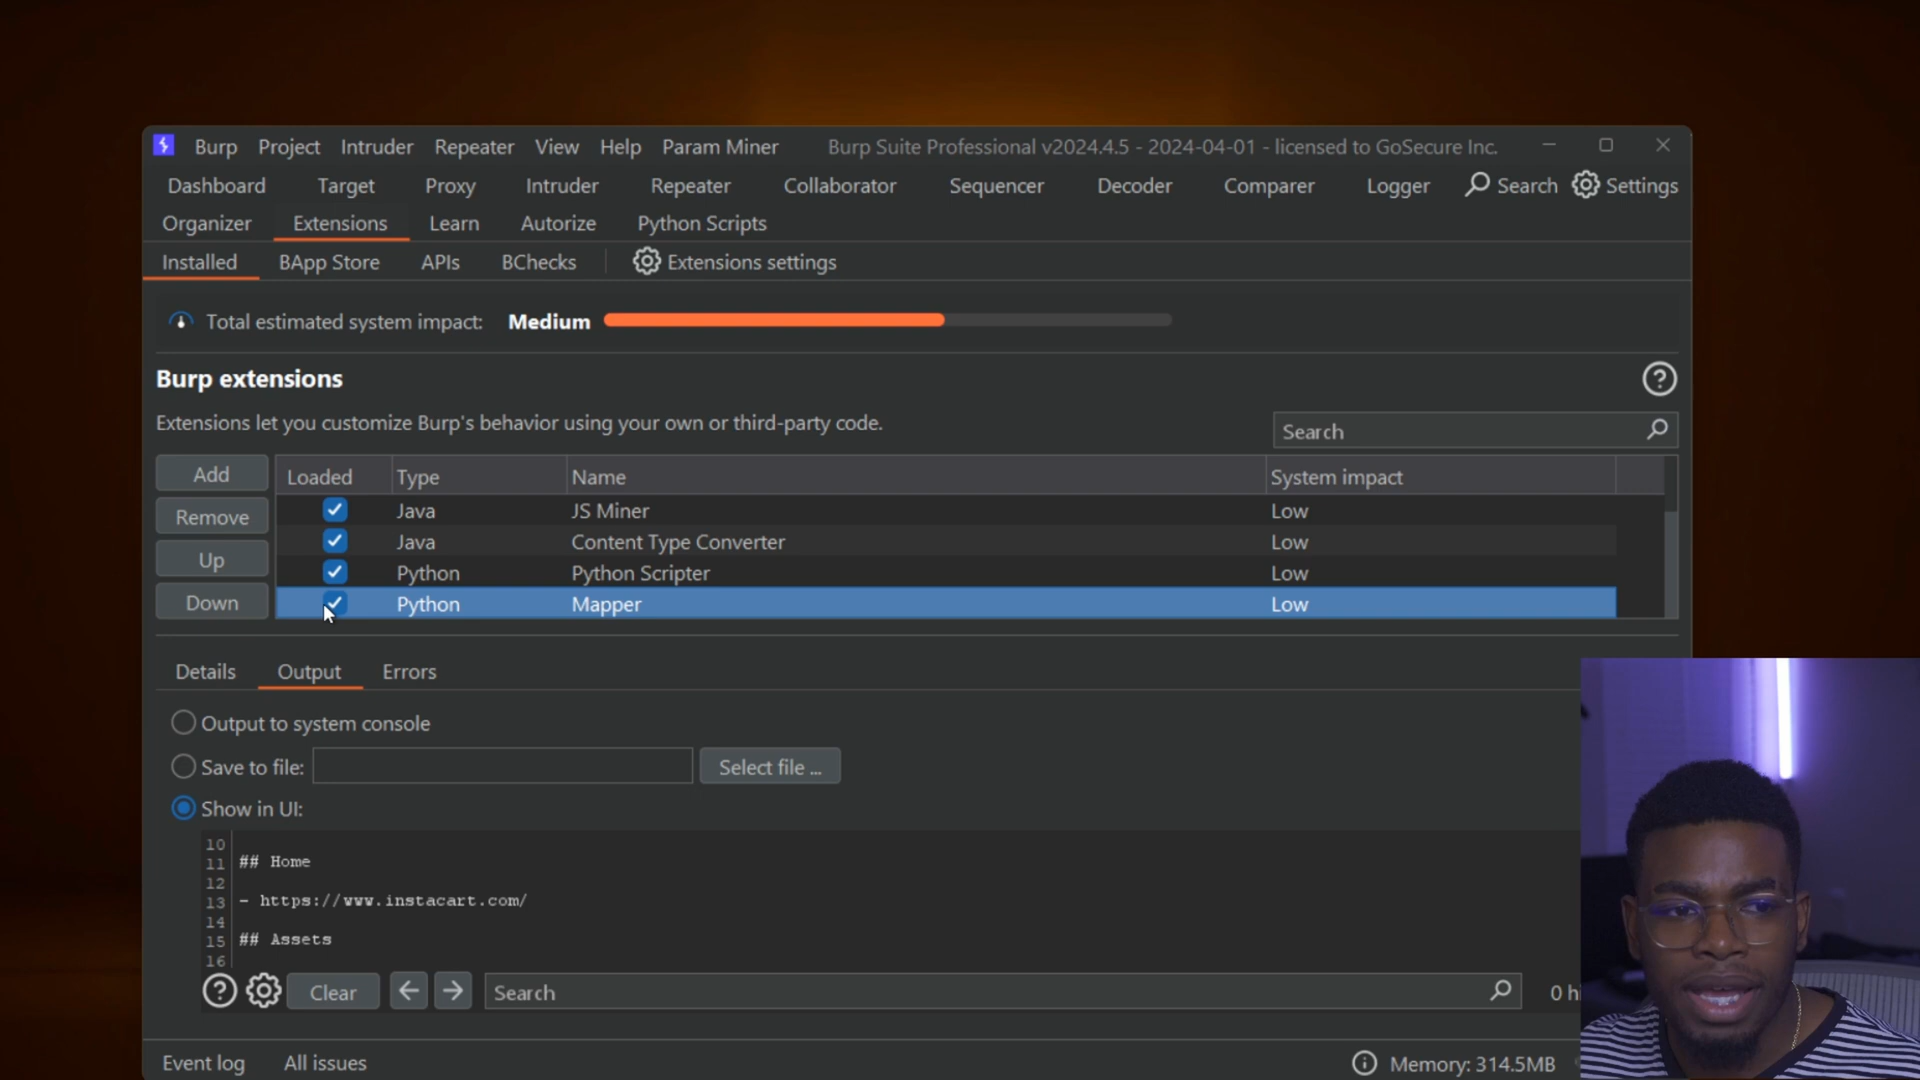 Burp Project Intruder Repeater View Help Param Miner Burp Suite Professional v2024.4.5 - 2024-04-01 - licensed to GoSecure Inc.
Dashboard Target Proxy Intruder Repeater Collaborator Sequencer Decoder Comparer Logger Search Settings
Organizer Extensions Learn Autorize Python Scripts
Installed BApp Store APIs BChecks Extensions settings
Total estimated system impact: Medium
Burp extensions
Extensions let you customize Burp's behavior using your own or third-party code.
Search
Add
Remove
Up
Down
Loaded Type Name System impact
Java JS Miner Low
Java Content Type Converter Low
Python Python Scripter Low
Python Mapper Low
Details Output Errors
Output to system console
Save to file: Select file ...
Show in UI:
10
11 ## Home
12
13 - https://www.instacart.com/
14
15 ## Assets
16
Clear Search 0
Event log All issues Memory: 314.5MB